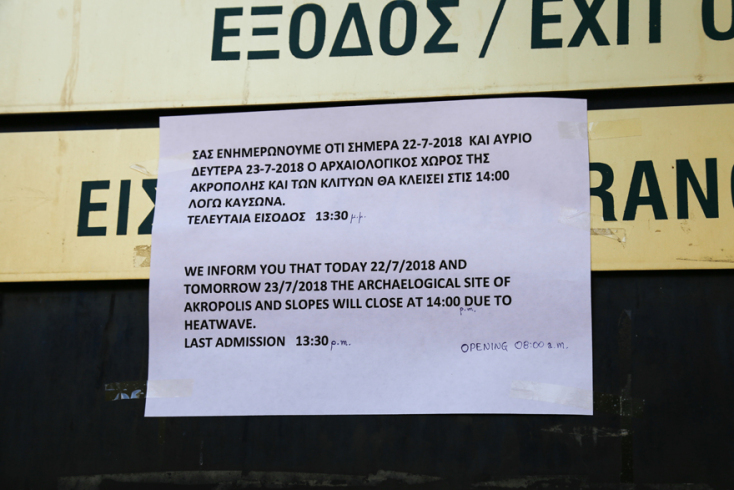 ΕΞΟΔΟΣ / EXIT
ΣΑΣ ΕΝΗΜΕΡΩΝΟΥΜΕ ΟΤΙ ΣΗΜΕΡΑ 22-7-2018 ΚΑΙ ΑΥΡΙΟ
ΔΕΥΤΕΡΑ 23-7-2018 Ο ΑΡΧΑΙΟΛΟΓΙΚΟΣ ΧΩΡΟΣ ΤΗΣ
ΑΚΡΟΠΟΛΗΣ ΚΑΙ ΤΩΝ ΚΛΙΤΥΩΝ ΘΑ ΚΛΕΙΣΕΙ ΣΤΙΣ 14:00
ΛΟΓΩ ΚΑΥΣΩΝΑ.
ΤΕΛΕΥΤΑΙΑ ΕΙΣΟΔΟΣ 13:30 μ.μ.
WE INFORM YOU THAT TODAY 22/7/2018 AND
TOMORROW 23/7/2018 THE ARCHAELOGICAL SITE OF
AKROPOLIS AND SLOPES WILL CLOSE AT 14:00 DUE TO
p.m.
HEATWAVE.
LAST ADMISSION 13:30 p.m. OPENING 08:00 a.m.